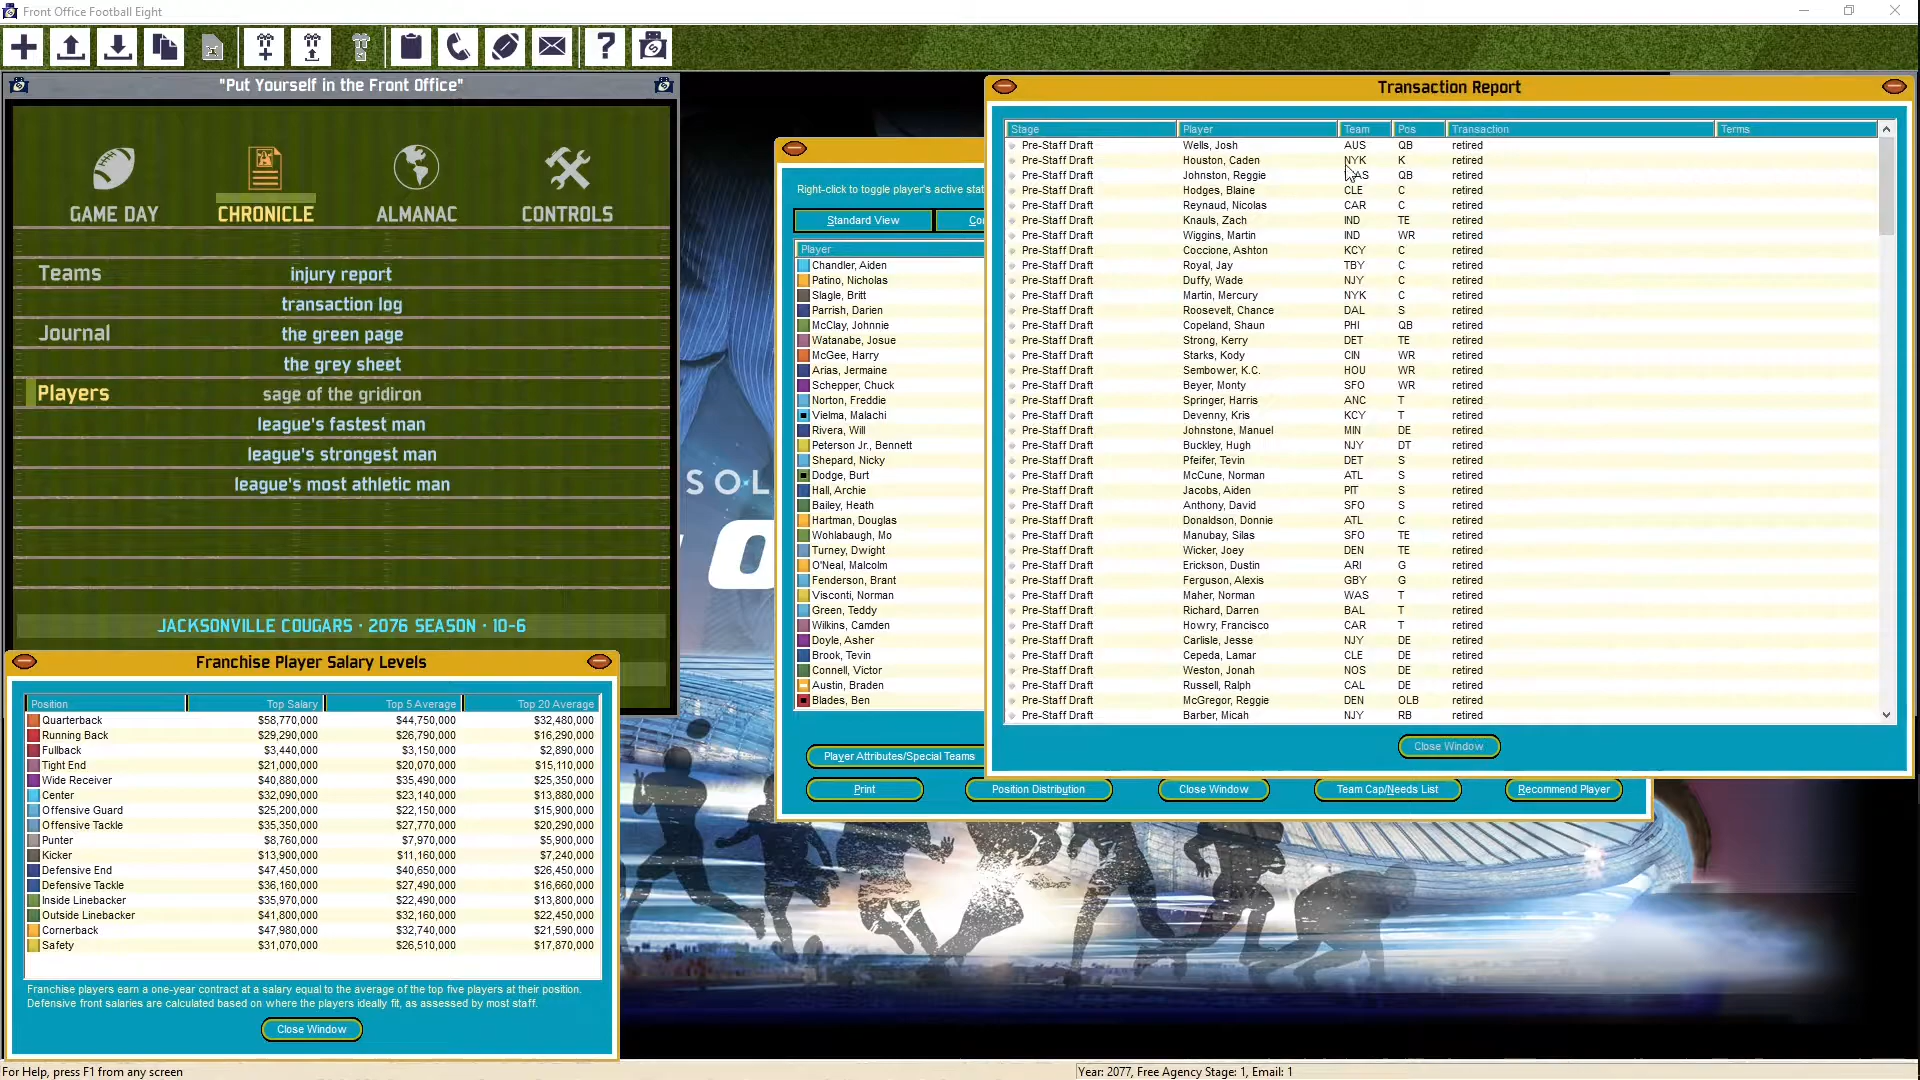 Front Office Football Eight
"Put Yourself in the Front Office"
GAME DAY CHRONICLE ALMANAC CONTROLS
Teams injury report
transaction log
Journal the green page
the grey sheet
Players sage of the gridiron
league's fastest man
league's strongest man
league's most athletic man
JACKSONVILLE COUGARS · 2076 SEASON · 10-6
Franchise Player Salary Levels
Position Top Salary Top 5 Average Top 20 Average
Quarterback $58,770,000 $44,750,000 $32,480,000
Running Back $29,290,000 $26,790,000 $16,290,000
Fullback $3,440,000 $3,150,000 $2,890,000
Tight End $21,000,000 $20,070,000 $15,110,000
Wide Receiver $40,880,000 $35,490,000 $25,350,000
Center $32,090,000 $23,140,000 $13,880,000
Offensive Guard $25,200,000 $22,150,000 $15,900,000
Offensive Tackle $35,350,000 $27,770,000 $20,290,000
Punter $8,760,000 $7,970,000 $5,900,000
Kicker $13,900,000 $11,160,000 $7,240,000
Defensive End $47,450,000 $40,650,000 $26,450,000
Defensive Tackle $36,160,000 $27,490,000 $16,660,000
Inside Linebacker $35,970,000 $22,490,000 $13,800,000
Outside Linebacker $41,800,000 $32,160,000 $22,450,000
Cornerback $47,980,000 $32,740,000 $21,590,000
Safety $31,070,000 $26,510,000 $17,870,000
Franchise players earn a one-year contract at a salary equal to the average of the top five players at their position.
Defensive front salaries are calculated based on where the players ideally fit, as assessed by most staff.
Close Window
SOL
Right-click to toggle player's active stat
Standard View Co
Player
Chandler, Aiden
Patino, Nicholas
Slagle, Britt
Parrish, Darien
McClay, Johnnie
Watanabe, Josue
McGee, Harry
Arias, Jermaine
Schepper, Chuck
Norton, Freddie
Vielma, Malachi
Rivera, Will
Peterson Jr., Bennett
Shepard, Nicky
Dodge, Burt
Hall, Archie
Bailey, Heath
Hartman, Douglas
Wohlabaugh, Mo
Turney, Dwight
O'Neal, Malcolm
Fenderson, Brant
Visconti, Norman
Green, Teddy
Wilkins, Camden
Doyle, Asher
Brook, Tevin
Connell, Victor
Austin, Braden
Blades, Ben
Player Attributes/Special Teams
Print Position Distribution Close Window Team Cap/Needs List Recommend Player
Transaction Report
Stage Player Team Pos Transaction Terms
Pre-Staff Draft Wells, Josh AUS QB retired
Pre-Staff Draft Houston, Caden NYK K retired
Pre-Staff Draft Johnston, Reggie AS QB retired
Pre-Staff Draft Hodges, Blaine CLE C retired
Pre-Staff Draft Reynaud, Nicolas CAR C retired
Pre-Staff Draft Knauls, Zach IND TE retired
Pre-Staff Draft Wiggins, Martin IND WR retired
Pre-Staff Draft Coccione, Ashton KCY C retired
Pre-Staff Draft Royal, Jay TBY C retired
Pre-Staff Draft Duffy, Wade NJY C retired
Pre-Staff Draft Martin, Mercury NYK C retired
Pre-Staff Draft Roosevelt, Chance DAL S retired
Pre-Staff Draft Copeland, Shaun PHI QB retired
Pre-Staff Draft Strong, Kerry DET TE retired
Pre-Staff Draft Starks, Kody CIN WR retired
Pre-Staff Draft Sembower, K.C. HOU WR retired
Pre-Staff Draft Beyer, Monty SFO WR retired
Pre-Staff Draft Springer, Harris ANC T retired
Pre-Staff Draft Devenny, Kris KCY T retired
Pre-Staff Draft Johnstone, Manuel MIN DE retired
Pre-Staff Draft Buckley, Hugh NJY DT retired
Pre-Staff Draft Pfeifer, Tevin DET S retired
Pre-Staff Draft McCune, Norman ATL S retired
Pre-Staff Draft Jacobs, Aiden PIT S retired
Pre-Staff Draft Anthony, David SFO S retired
Pre-Staff Draft Donaldson, Donnie ATL C retired
Pre-Staff Draft Manubay, Silas SFO TE retired
Pre-Staff Draft Wicker, Joey DEN TE retired
Pre-Staff Draft Erickson, Dustin ARI G retired
Pre-Staff Draft Ferguson, Alexis GBY G retired
Pre-Staff Draft Maher, Norman WAS T retired
Pre-Staff Draft Richard, Darren BAL T retired
Pre-Staff Draft Howry, Francisco CAR T retired
Pre-Staff Draft Carlisle, Jesse NJY DE retired
Pre-Staff Draft Cepeda, Lamar CLE DE retired
Pre-Staff Draft Weston, Jonah NOS DE retired
Pre-Staff Draft Russell, Ralph CAL DE retired
Pre-Staff Draft McGregor, Reggie DEN OLB retired
Pre-Staff Draft Barber, Micah NJY RB retired
Close Window
For Help, press F1 from any screen
Year: 2077, Free Agency Stage: 1, Email: 1